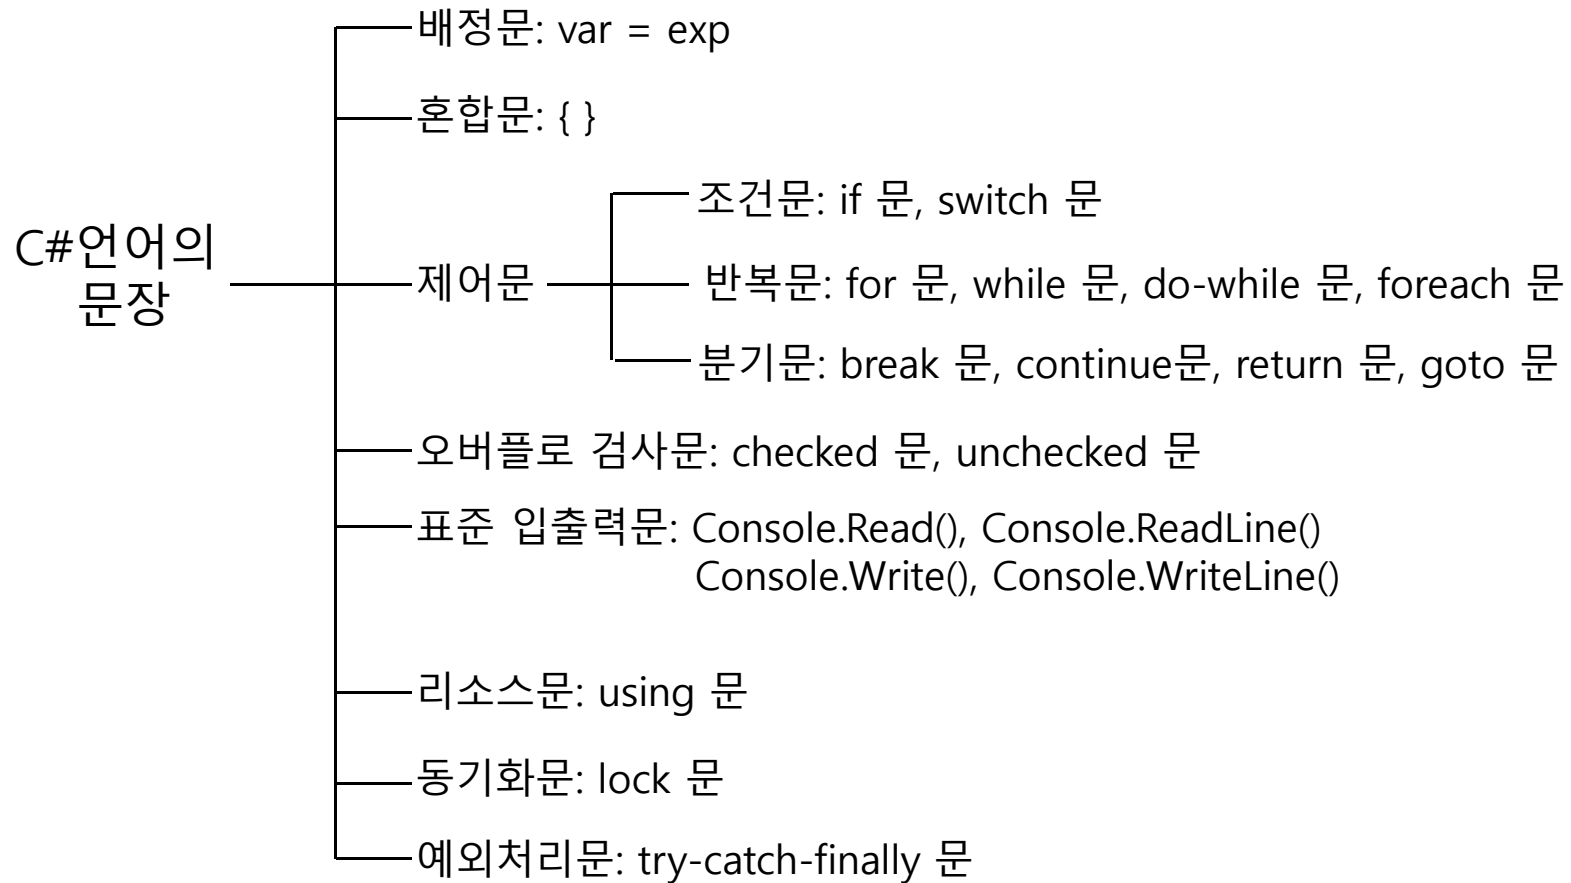 배정문: var = exp
혼합문: { }
조건문: if 문, switch 문
C#언어의
문장
제어문
반복문: for 문, while 문, do-while 문, foreach 문
분기문: break 문, continue문, return 문, goto 문
오버플로 검사문: checked 문, unchecked 문
표준 입출력문: Console.Read(), Console.ReadLine()
Console.Write(), Console.WriteLine()
리소스문: using 문
동기화문: lock 문
예외처리문: try-catch-finally 문